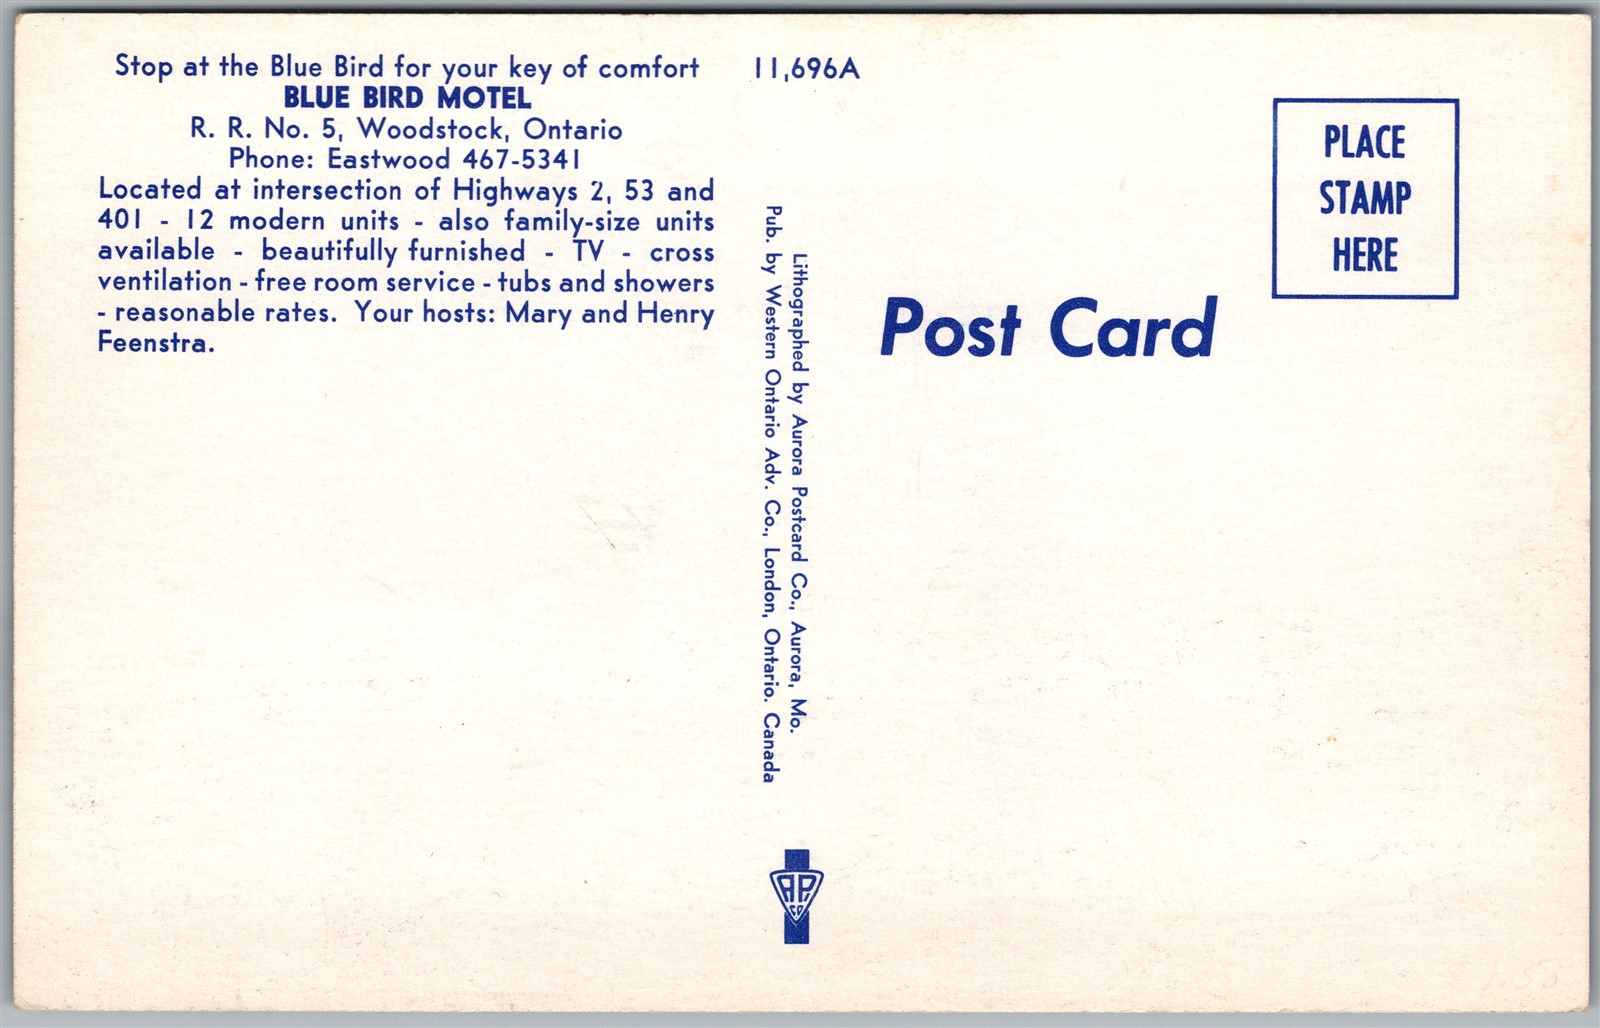 Stop at the Blue Bird for your key of comfort
BLUE BIRD MOTEL
R. R. No. 5, Woodstock, Ontario
Phone: Eastwood 467-5341
Located at intersection of Highways 2, 53 and
401 - 12 modern units - also family-size units
available - beautifully furnished - TV - cross
ventilation - free room service - tubs and showers
- reasonable rates. Your hosts: Mary and Henry
Feenstra.
11,696A
Lithographed by Aurora Postcard Co., Aurora, Mo.
Pub. by Western Ontario Adv. Co., London, Ontario. Canada
A.P.
CO
Post Card
PLACE
STAMP
HERE
1.50